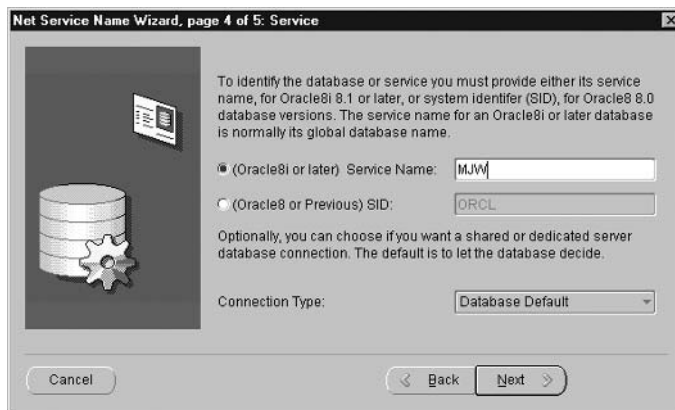 Net Service Name Wizard, page 4 of 5: Service
To identify the database or service you must provide either its service
name, for Oracle8i 8.1 or later, or system identifer (SID), for Oracle8 8.0
database versions. The service name for an Oracle8i or later database
is normally its global database name.
(Oracle8i or later) Service Name: MJW
(Oracle8 or Previous) SID: ORCL
Optionally, you can choose if you want a shared or dedicated server
database connection. The default is to let the database decide.
Connection Type: Database Default
Cancel Back Next